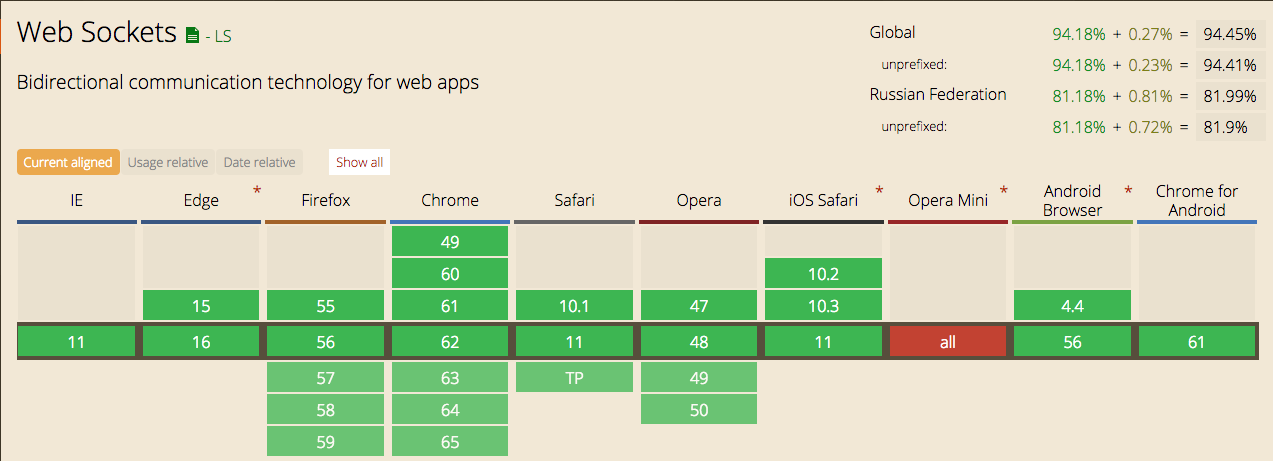 Web Sockets - LS
Bidirectional communication technology for web apps
Global 94.18% + 0.27% = 94.45%
unprefixed: 94.18% + 0.23% = 94.41%
Russian Federation 81.18% + 0.81% = 81.99%
unprefixed: 81.18% + 0.72% = 81.9%
Current aligned Usage relative Date relative Show all
IE Edge * Firefox Chrome Safari Opera iOS Safari * Opera Mini * Android Browser * Chrome for Android
49
60 10.2
15 55 61 10.1 47 10.3 4.4
11 16 56 62 11 48 11 all 56 61
57 63 TP 49
58 64 50
59 65